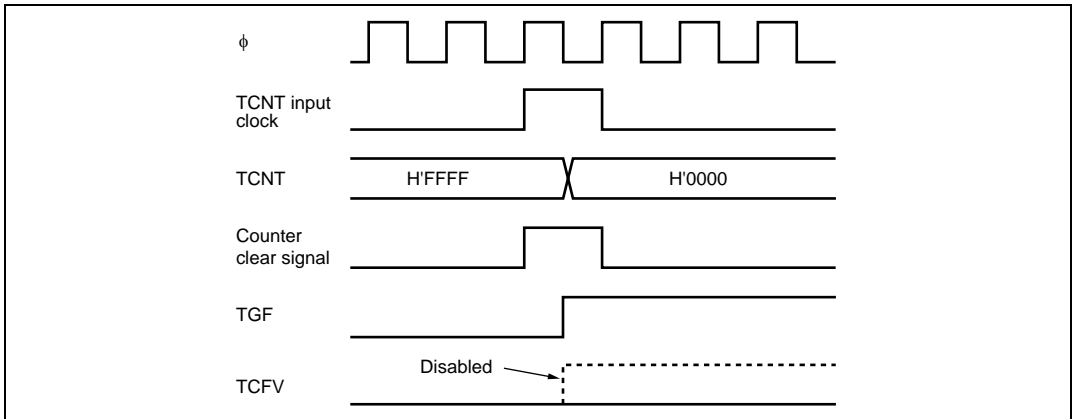 ϕ
TCNT input
clock
TCNT
H'FFFF
H'0000
Counter
clear signal
TGF
Disabled
TCFV